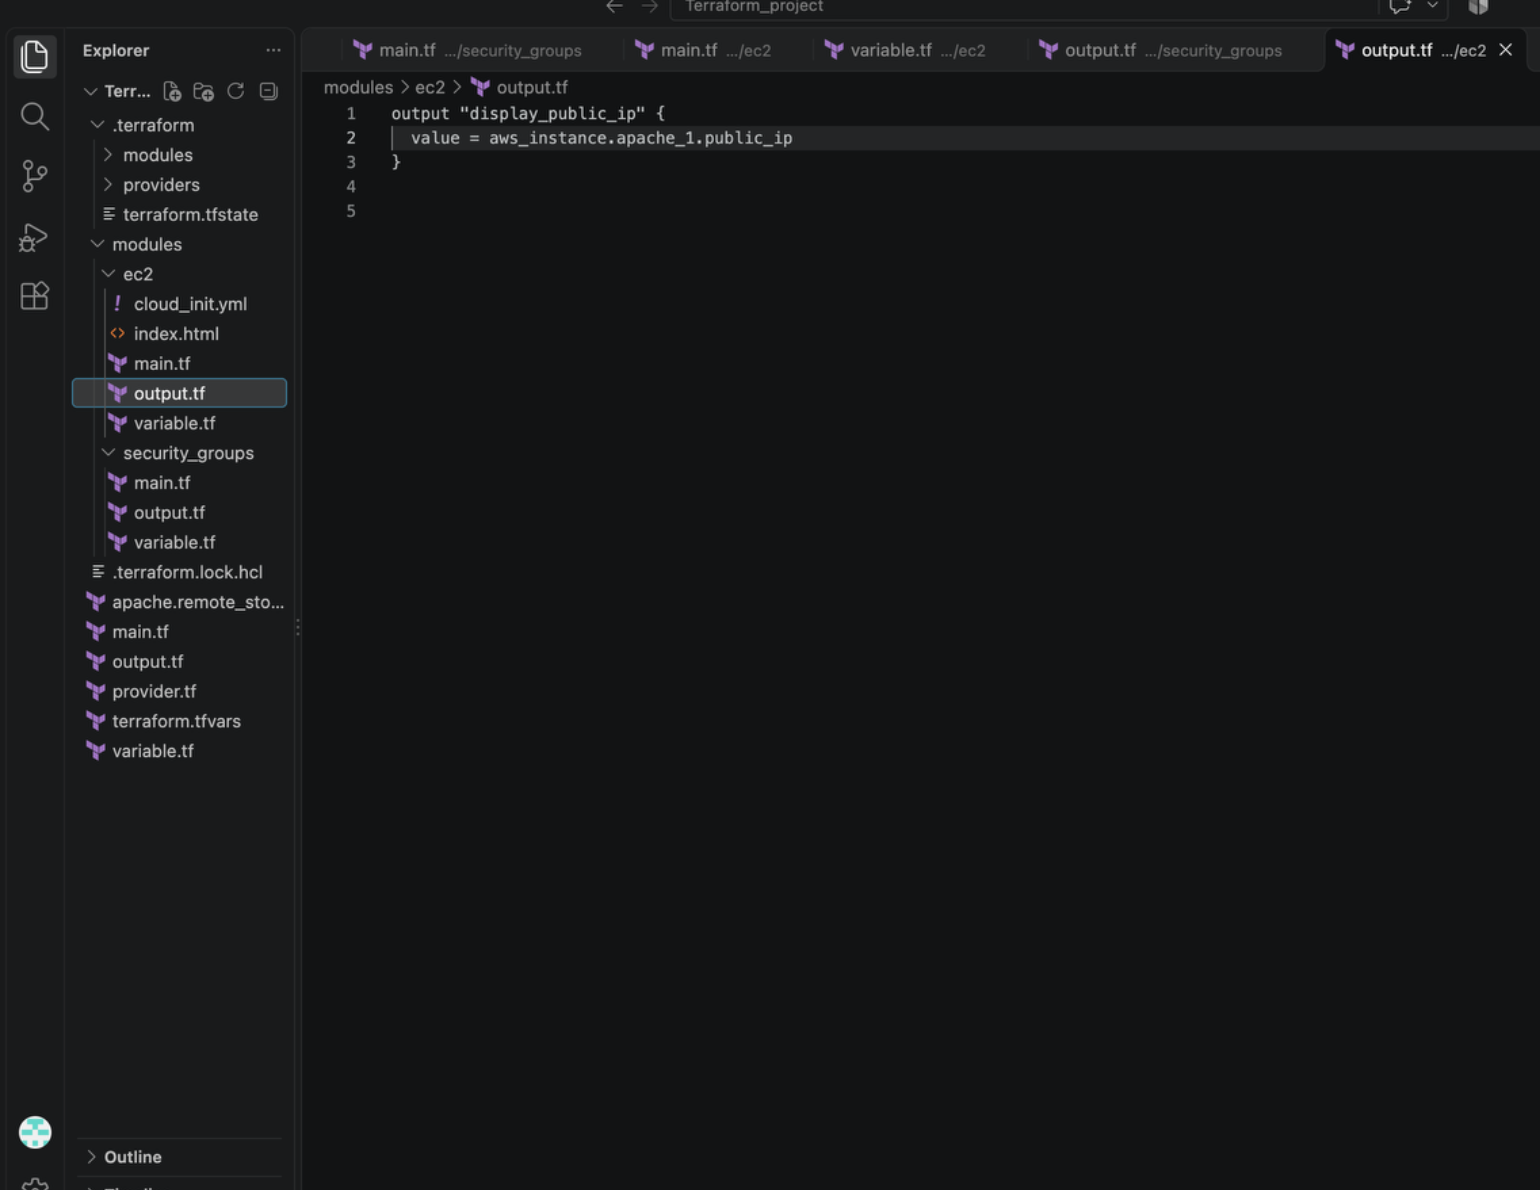 Terraform_project
Explorer
main.tf .../security_groups
main.tf .../ec2
variable.tf .../ec2
output.tf .../security_groups
output.tf .../ec2
Terr...
modules > ec2 > output.tf
.terraform
modules
providers
terraform.tfstate
modules
ec2
! cloud_init.yml
<> index.html
main.tf
output.tf
variable.tf
security_groups
main.tf
output.tf
variable.tf
.terraform.lock.hcl
apache.remote_sto...
main.tf
output.tf
provider.tf
terraform.tfvars
variable.tf
1 output "display_public_ip" {
2 value = aws_instance.apache_1.public_ip
3 }
4
5
Outline